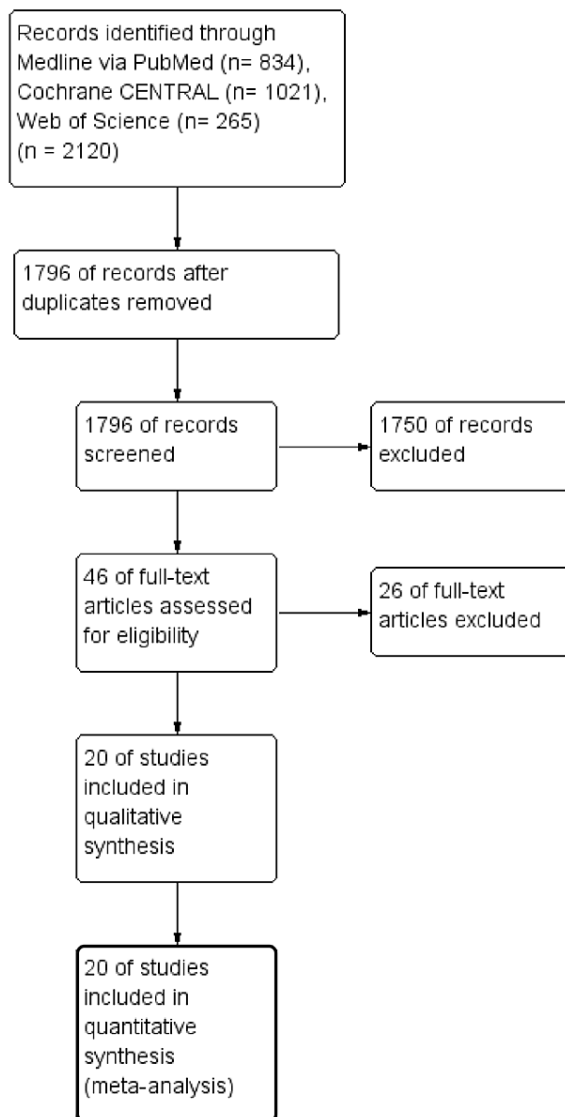 Records identified through
Medline via PubMed (n= 834),
Cochrane CENTRAL (n= 1021),
Web of Science (n= 265)
(n = 2120)
1796 of records after
duplicates removed
1796 of records
screened
1750 of records
excluded
46 of full-text
articles assessed
for eligibility
26 of full-text
articles excluded
20 of studies
included in
qualitative
synthesis
20 of studies
included in
quantitative
synthesis
(meta-analysis)